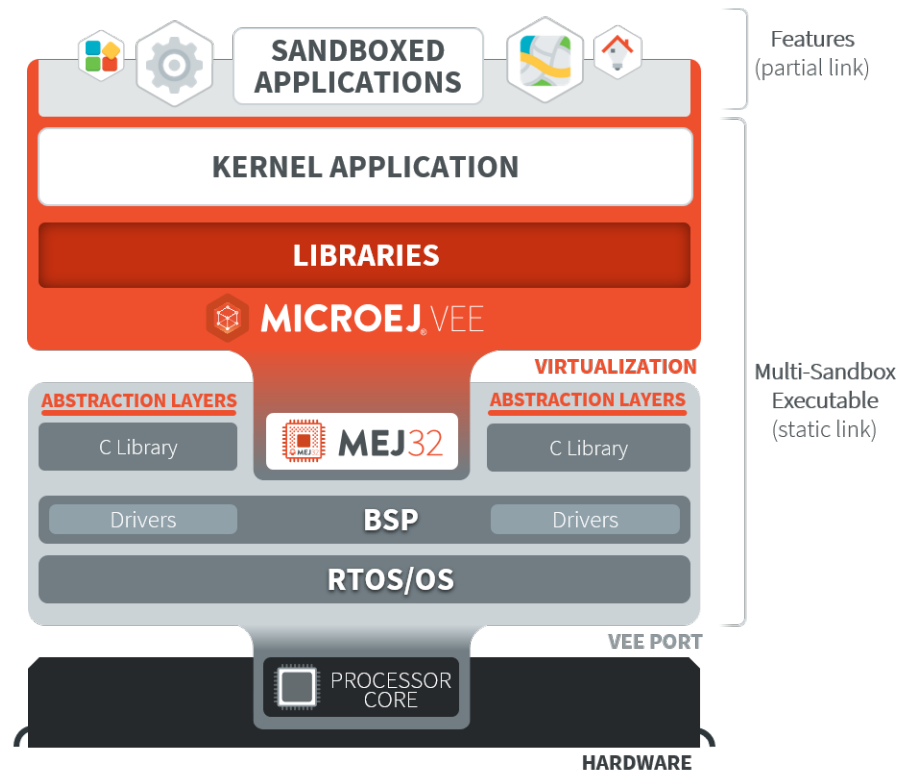 SANDBOXED
APPLICATIONS
Features
(partial link)
KERNEL APPLICATION
LIBRARIES
MICROEJ® VEE
VIRTUALIZATION
ABSTRACTION LAYERS
ABSTRACTION LAYERS
C Library
MEJ32
MEJ32
C Library
Multi-Sandbox
Executable
(static link)
Drivers
BSP
Drivers
RTOS/OS
VEE PORT
PROCESSOR
CORE
HARDWARE